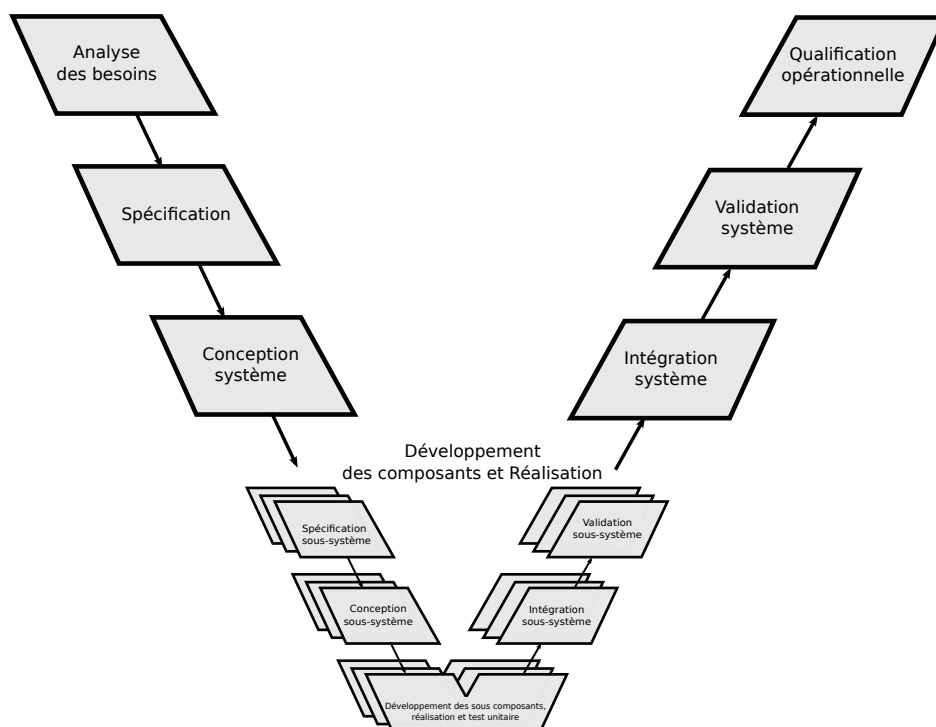 Analyse
des besoins
Qualification
opérationnelle
Spécification
Validation
système
Conception
système
Intégration
système
Développement
des composants et Réalisation
Spécification
sous-système
Validation
sous-système
Conception
sous-système
Intégration
sous-système
Développement des sous composants,
réalisation et test unitaire